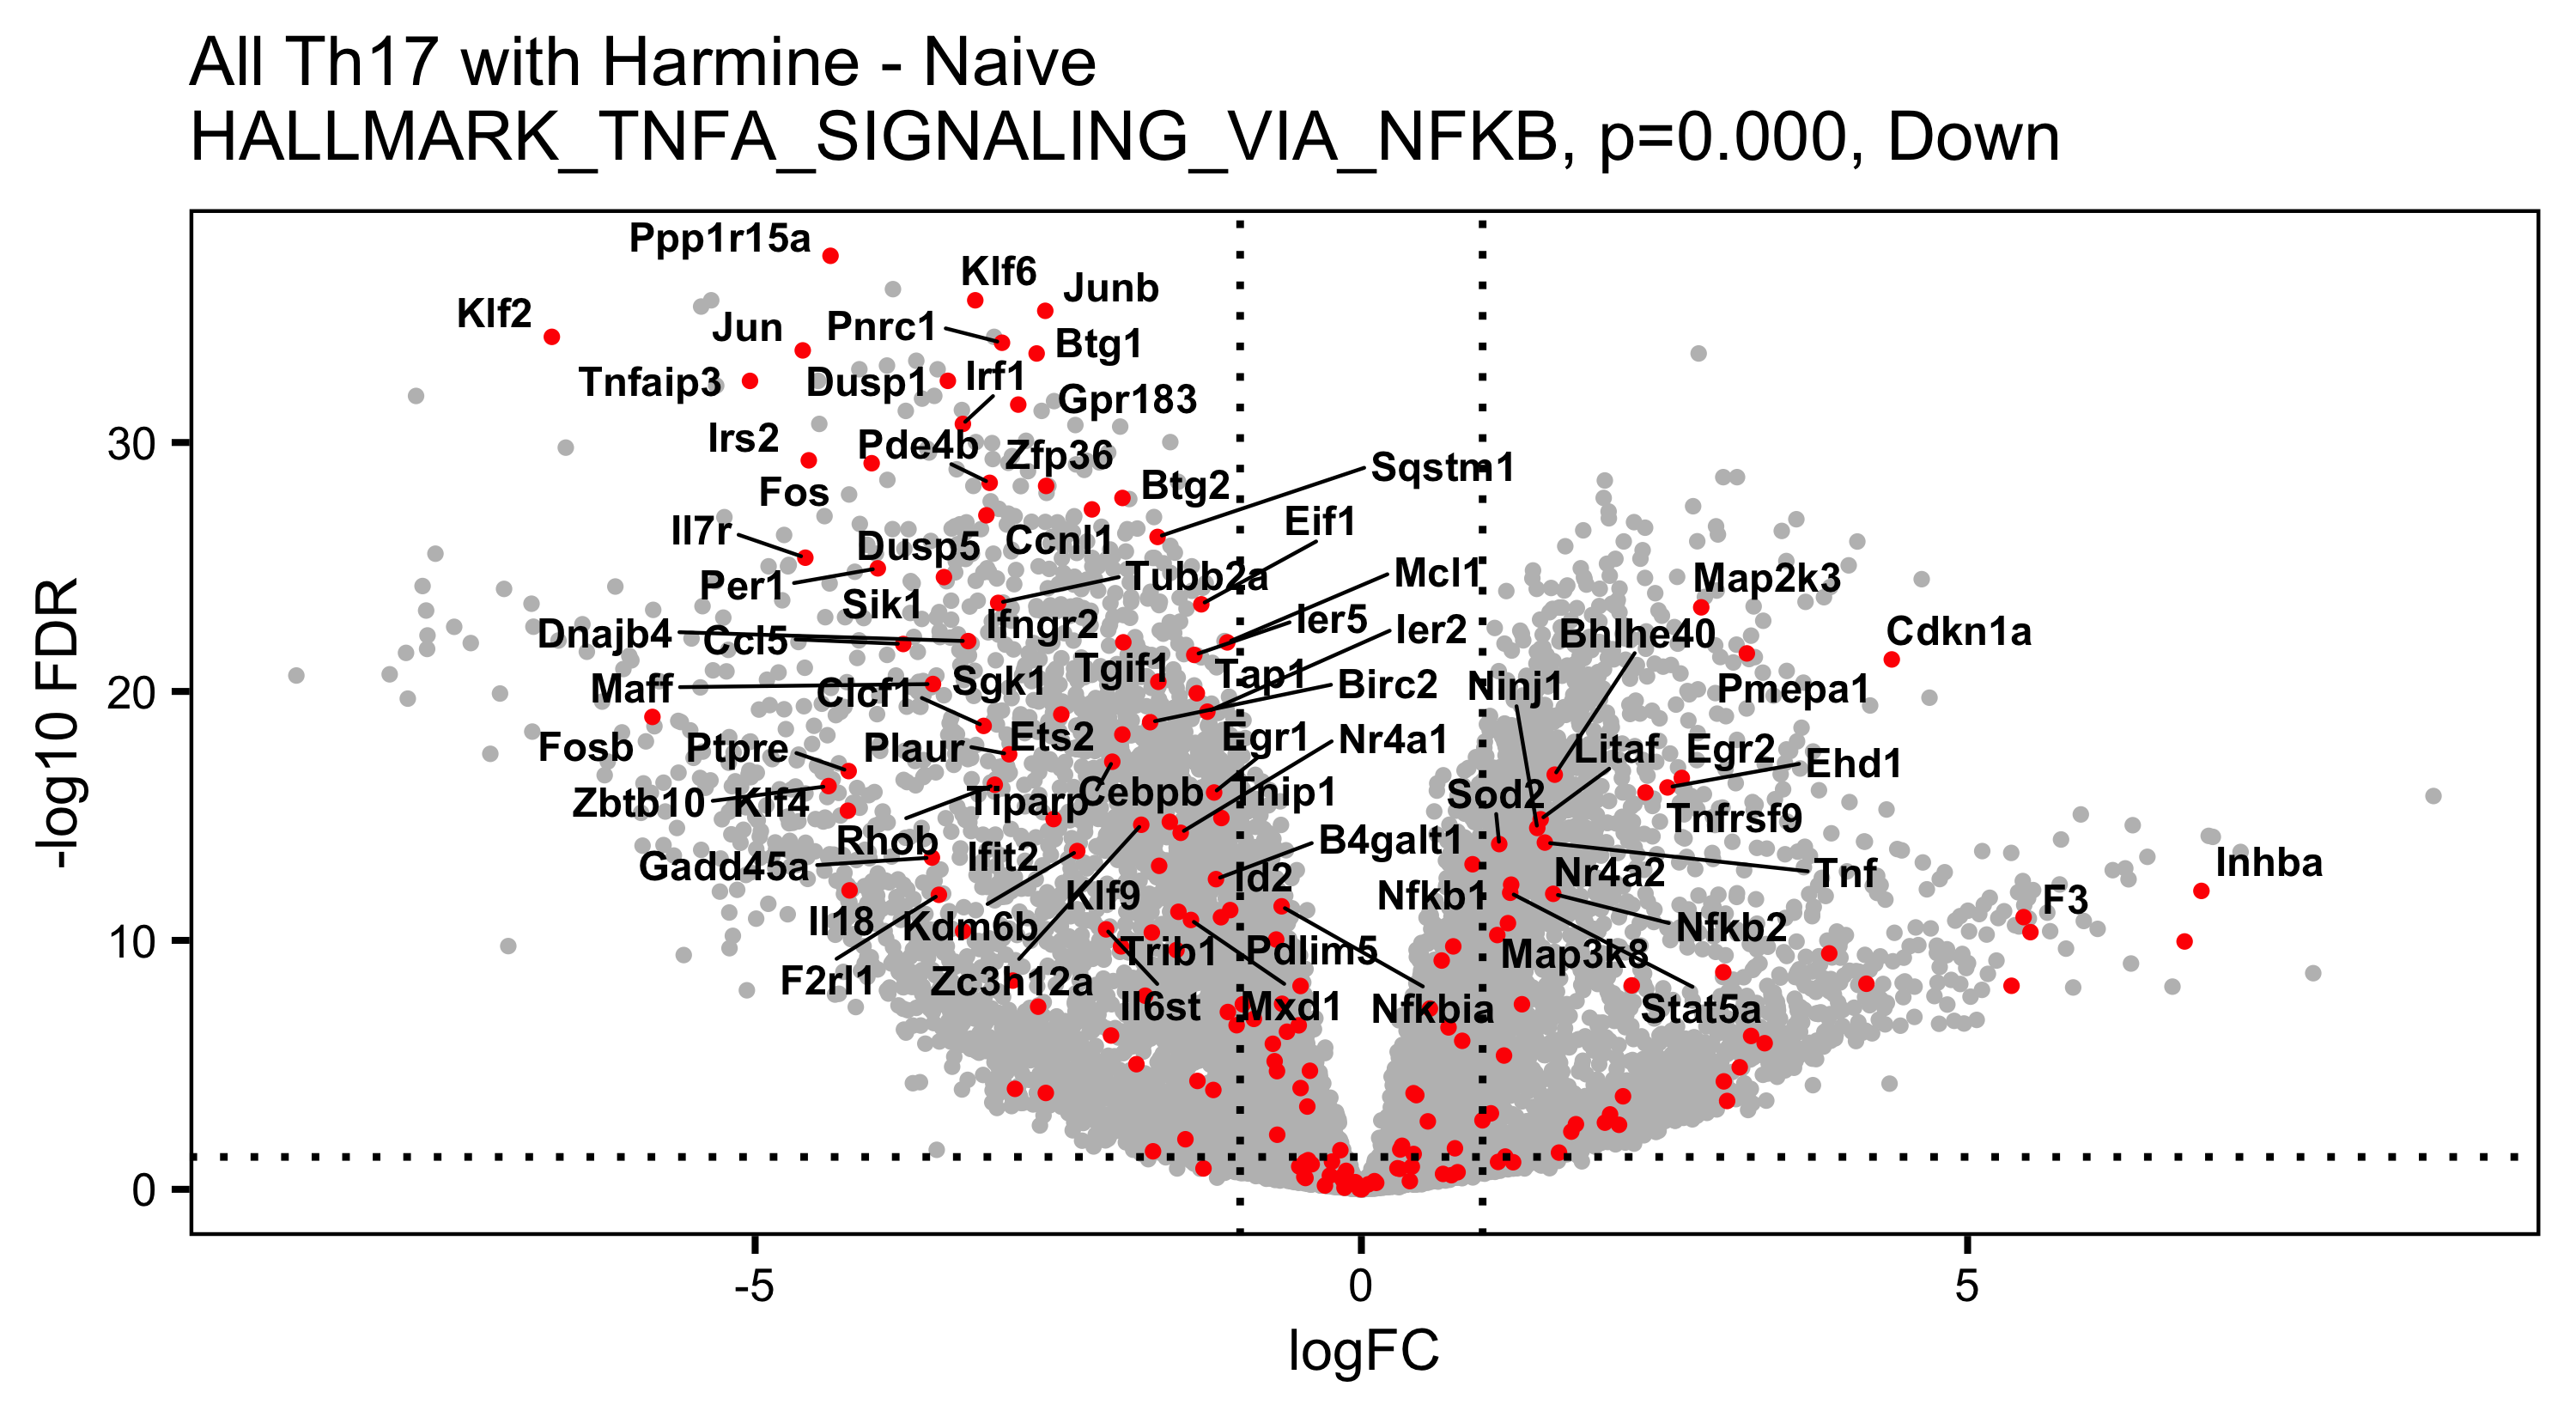 All Th17 with Harmine - Naive
HALLMARK_TNFA_SIGNALING_VIA_NFKB, p=0.000, Down
-log10 FDR
30
20
10
0
Ppp1r15a
Klf6
Junb
Klf2
Jun
Pnrc1
Btg1
Tnfaip3
Dusp1
Irf1
Gpr183
Irs2
Pde4b
Zfp36
Sqstm1
Fos
Btg2
Il7r
Dusp5
Ccnl1
Eif1
Per1
Tubb2a
Mcl1
Map2k3
Sik1
Ifngr2
Ier5
Ier2
Dnajb4
Ccl5
Bhlhe40
Cdkn1a
Maff
Clcf1
Sgk1
Tgif1
Tap1
Birc2
Ninj1
Pmepa1
Fosb
Ptpre
Plaur
Ets2
Egr1
Nr4a1
Litaf
Egr2
Ehd1
Zbtb10
Klf4
Tiparp
Cebpb
Tnip1
Sod2
Tnfrsf9
Rhob
Gadd45a
Ifit2
B4galt1
Id2
Nr4a2
Tnf
Inhba
Klf9
Nfkb1
F3
Il18
Kdm6b
Nfkb2
Trib1
Pdlim5
Map3k8
F2rl1
Zc3h12a
Il6st
Mxd1
Nfkbia
Stat5a
-5
0
5
logFC